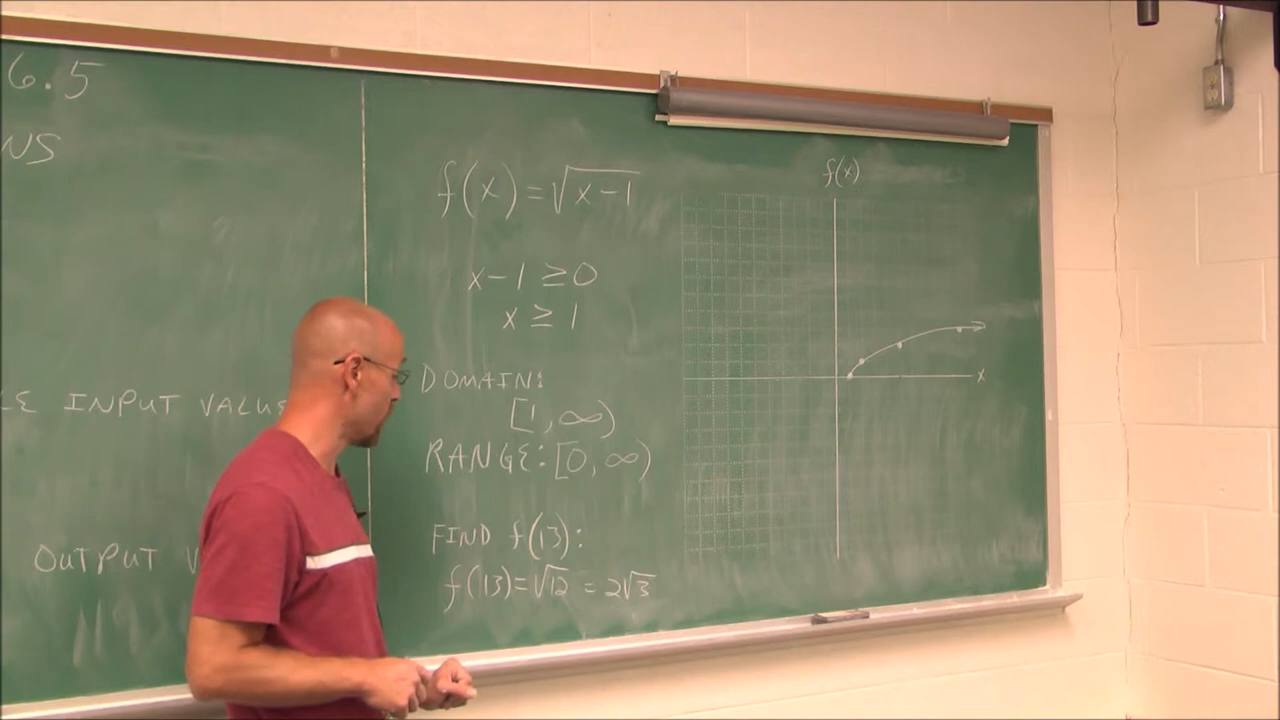 6.5
NS
INPUT VALUE
OUTPUT V
f(x)=√x-1
x-1 ≥0
x ≥ 1
DOMAIN:
[1,∞)
RANGE:[0,∞)
FIND f(13):
f(13)=√12 = 2√3
f(x)
x